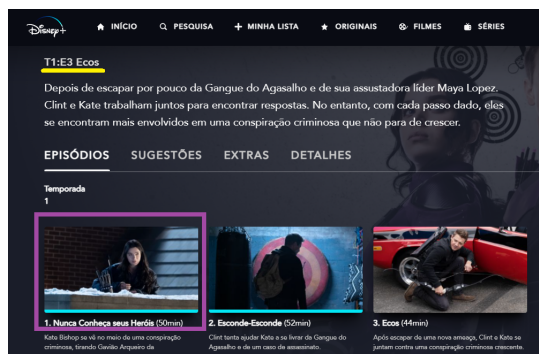 Disney+ INÍCIO PESQUISA MINHA LISTA ORIGINAIS FILMES SÉRIES
T1:E3 Ecos
Depois de escapar por pouco da Gangue do Agasalho e de sua assustadora líder Maya Lopez.
Clint e Kate trabalham juntos para encontrar respostas. No entanto, com cada passo dado, eles
se encontram mais envolvidos em uma conspiração criminosa que não para de crescer.
EPISÓDIOS SUGESTÕES EXTRAS DETALHES
Temporada
1
1. Nunca Conheça seus Heróis (50min) 2. Esconde-Esconde (52min) 3. Ecos (44min)
Kate Bishop se vê no meio de uma conspiração Clint tenta ajudar Kate a se livrar da Gangue do Após escapar de uma nova ameaça, Clint e Kate se
criminosa, tirando Gavião Arqueiro da Agasalho e de um caso de assassinato. juntam contra uma conspiração criminosa crescente.